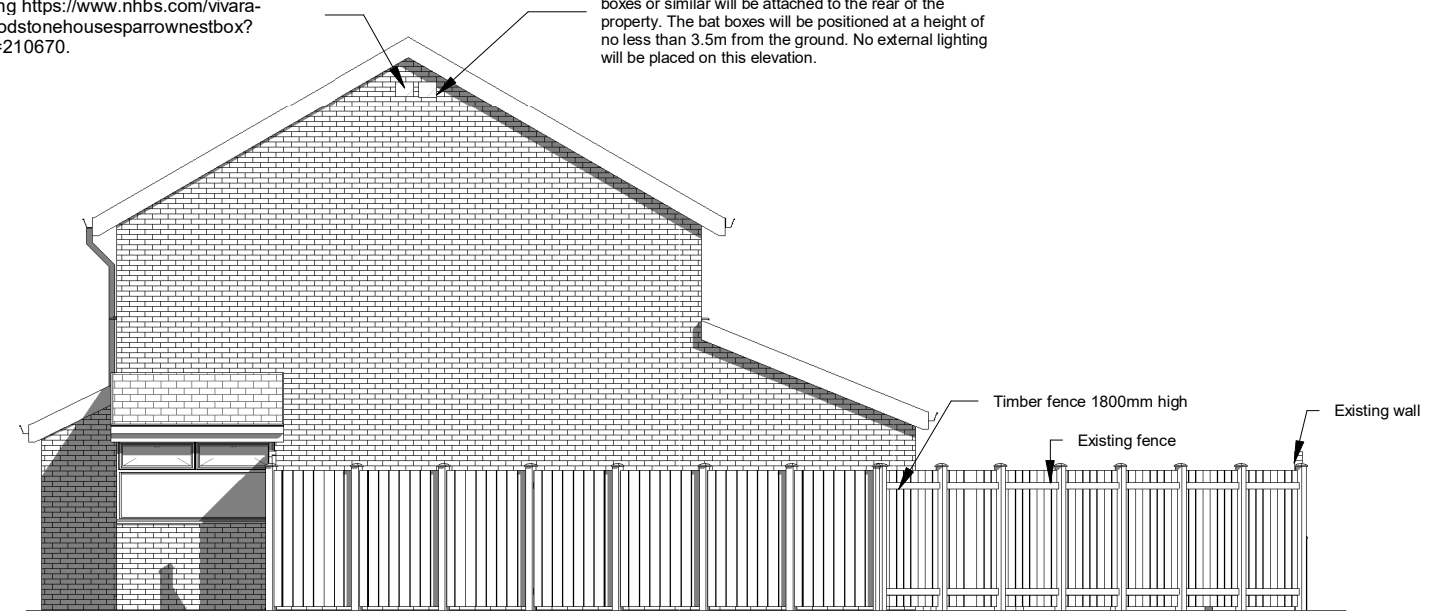 ng https://www.nhbs.com/vivara-
odstonehousesparrownestbox?
=210670.
boxes or similar will be attached to the rear of the
property. The bat boxes will be positioned at a height of
no less than 3.5m from the ground. No external lighting
will be placed on this elevation.
Timber fence 1800mm high
Existing fence
Existing wall